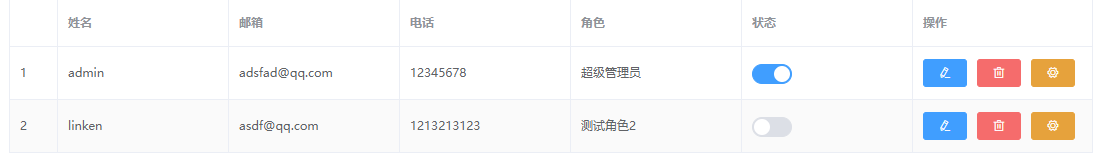 姓名 邮箱 电话 角色 状态 操作
1 admin adsfad@qq.com 12345678 超级管理员
2 linken asdf@qq.com 1213213123 测试角色2